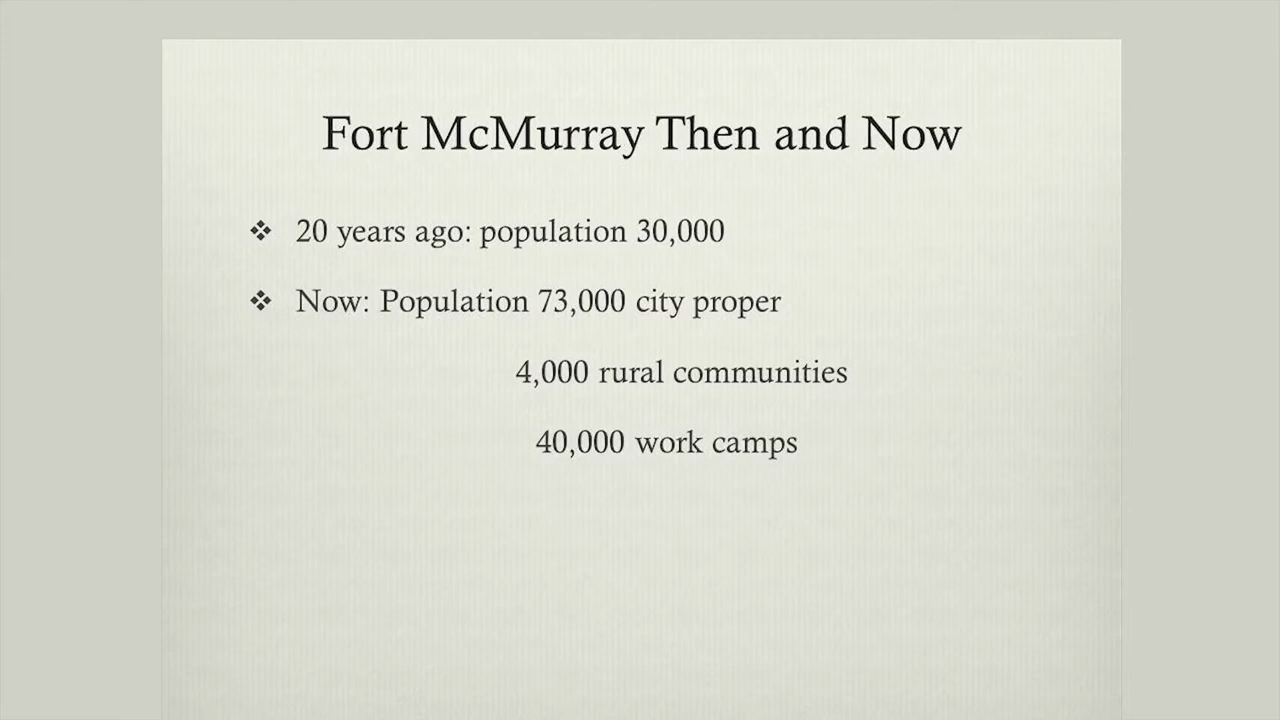 Fort McMurray Then and Now
❖ 20 years ago: population 30,000
❖ Now: Population 73,000 city proper
4,000 rural communities
40,000 work camps